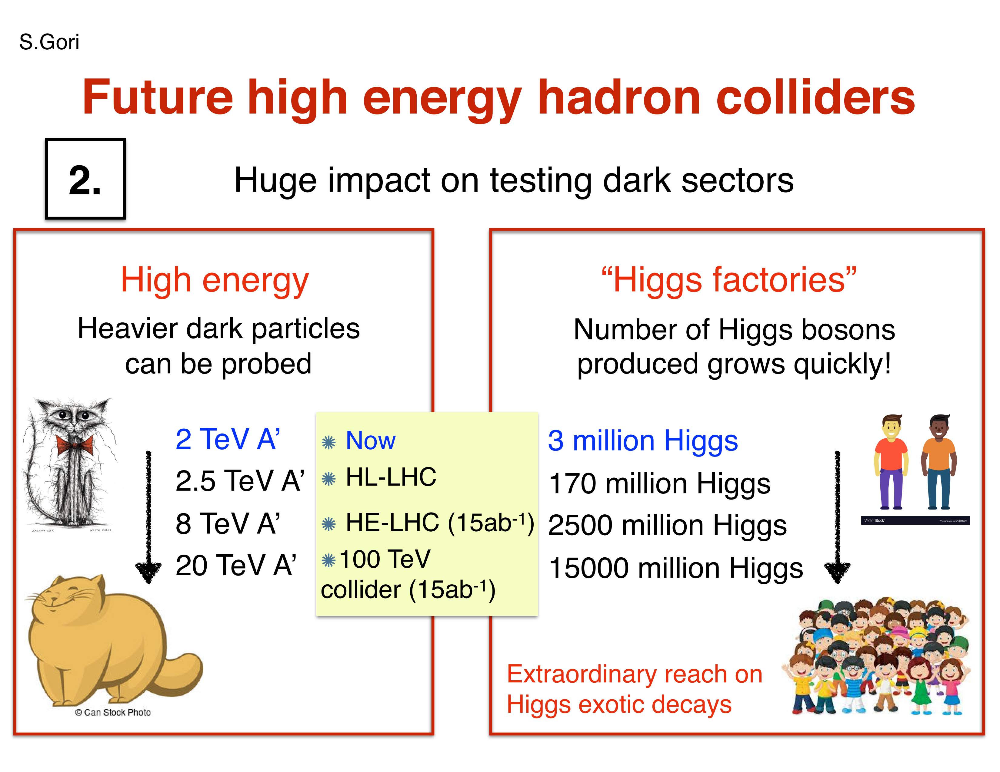 S.Gori
Future high energy hadron colliders
2.
Huge impact on testing dark sectors
High energy
Heavier dark particles
can be probed
2 TeV A’
2.5 TeV A’
8 TeV A’
20 TeV A’
Now
HL-LHC
HE-LHC (15ab-1)
100 TeV
collider (15ab-1)
“Higgs factories”
Number of Higgs bosons
produced grows quickly!
3 million Higgs
170 million Higgs
2500 million Higgs
15000 million Higgs
Extraordinary reach on
Higgs exotic decays
SKINNY CAT. KEITH MILLS.
© Can Stock Photo
VectorStock®